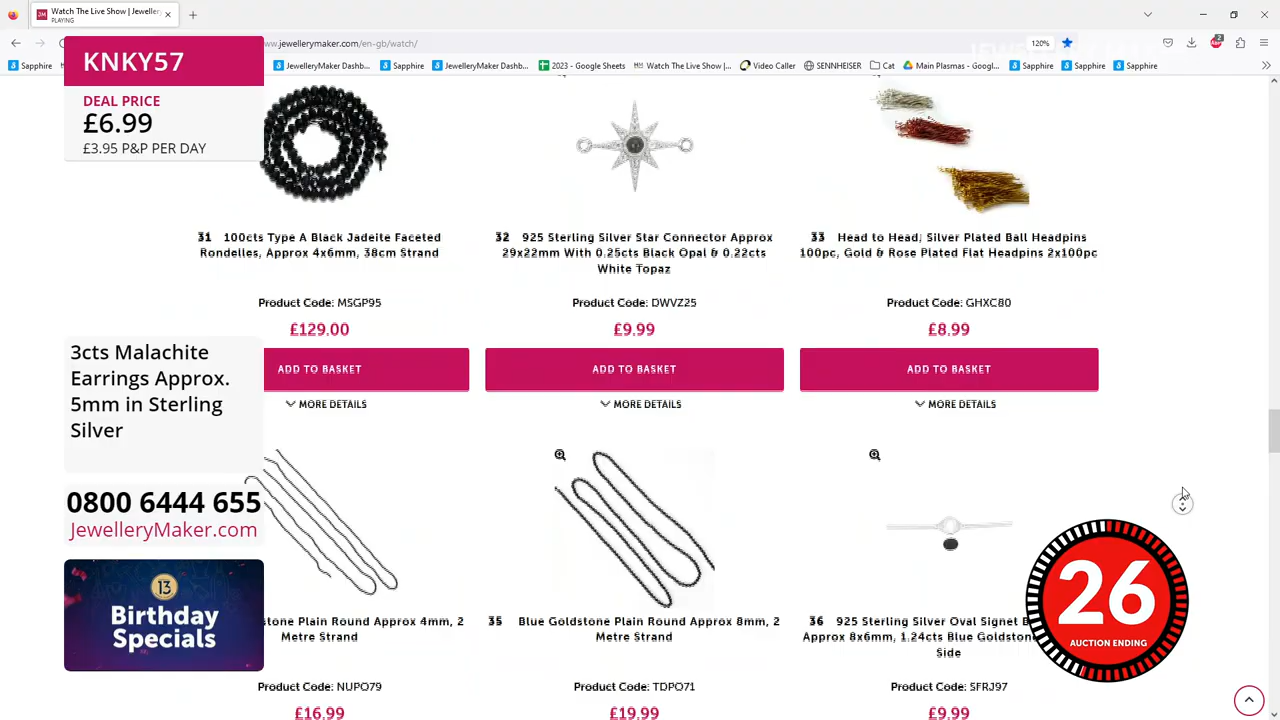 Watch The Live Show | Jeweller
PLAYING
ww.jewellerymaker.com/en-gb/watch/
120%
Sapphire
JewelleryMaker Dashb...
Sapphire
JewelleryMaker Dashb...
2023 - Google Sheets
Watch The Live Show |...
Video Caller
SENNHEISER
Cat
Main Plasmas - Googl...
Sapphire
Sapphire
Sapphire
KNKY57
DEAL PRICE
£6.99
£3.95 P&P PER DAY
31 100cts Type A Black Jadeite Faceted
Rondelles, Approx 4x6mm, 38cm Strand
Product Code: MSGP95
£129.00
ADD TO BASKET
MORE DETAILS
32 925 Sterling Silver Star Connector Approx
29x22mm With 0.25cts Black Opal & 0.22cts
White Topaz
Product Code: DWVZ25
£9.99
ADD TO BASKET
MORE DETAILS
33 Head to Head, Silver Plated Ball Headpins
100pc, Gold & Rose Plated Flat Headpins 2x100pc
Product Code: GHXC80
£8.99
ADD TO BASKET
MORE DETAILS
3cts Malachite
Earrings Approx.
5mm in Sterling
Silver
0800 6444 655
JewelleryMaker.com
13
Birthday
Specials
stone Plain Round Approx 4mm, 2
Metre Strand
Product Code: NUPO79
£16.99
35 Blue Goldstone Plain Round Approx 8mm, 2
Metre Strand
Product Code: TDPO71
£19.99
36 925 Sterling Silver Oval Signet
Approx 8x6mm, 1.24cts Blue Goldstone
Side
Product Code: SFRJ97
£9.99
26
AUCTION ENDING